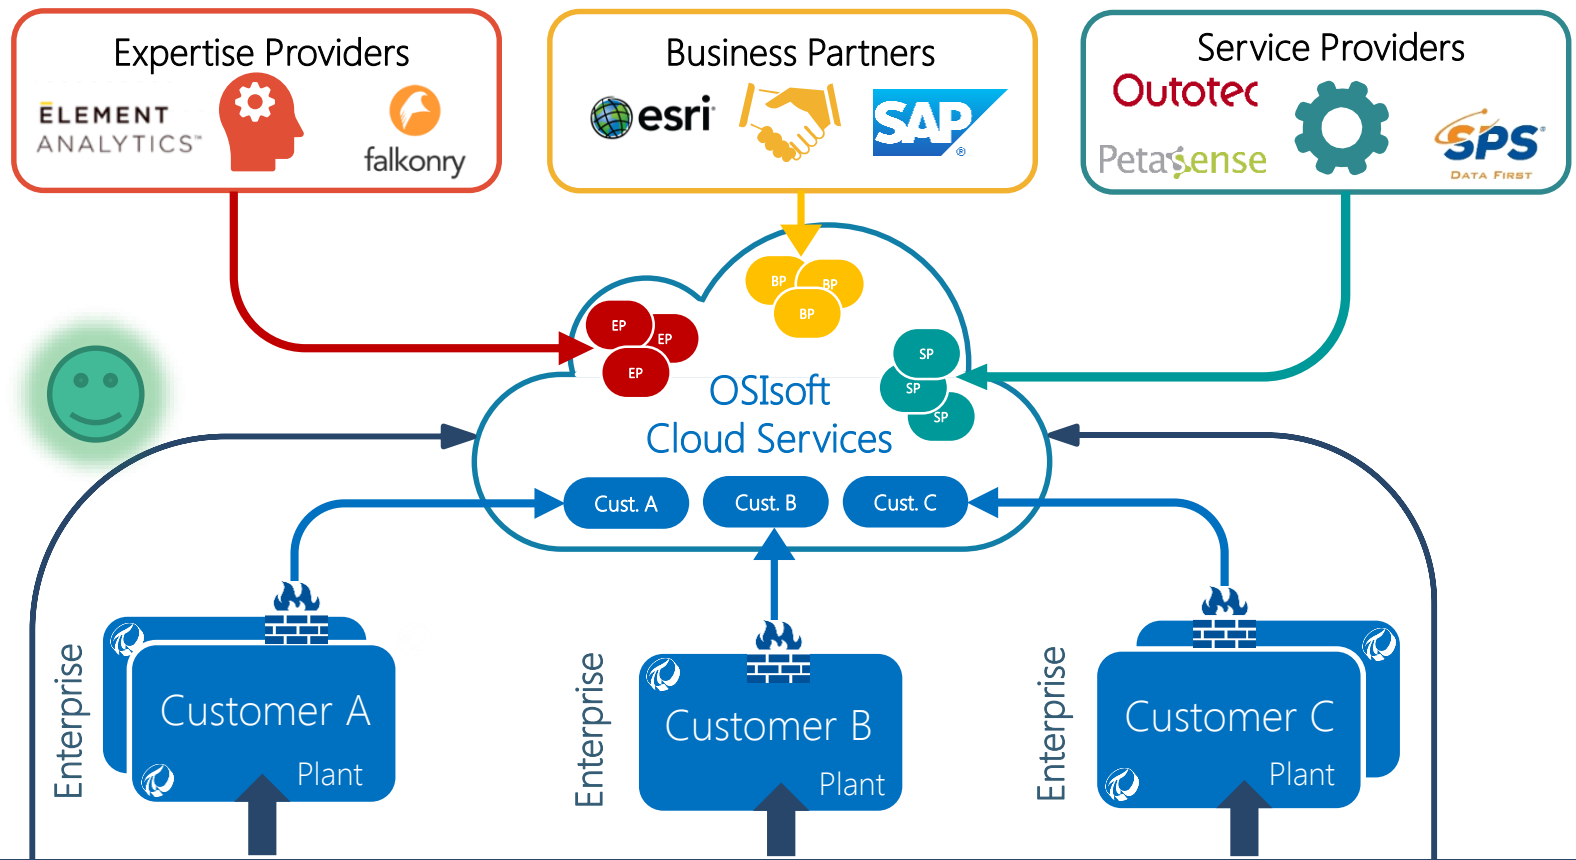 Expertise Providers
ELEMENT
ANALYTICS™
falkonry
Business Partners
esri
SAP
®
Service Providers
Outotec
PetaSense
SPS®
DATA FIRST
BP
BP
BP
EP
EP
EP
SP
SP
SP
OSIsoft
Cloud Services
Cust. A
Cust. B
Cust. C
Enterprise
Customer A
Plant
Enterprise
Customer B
Plant
Enterprise
Customer C
Plant